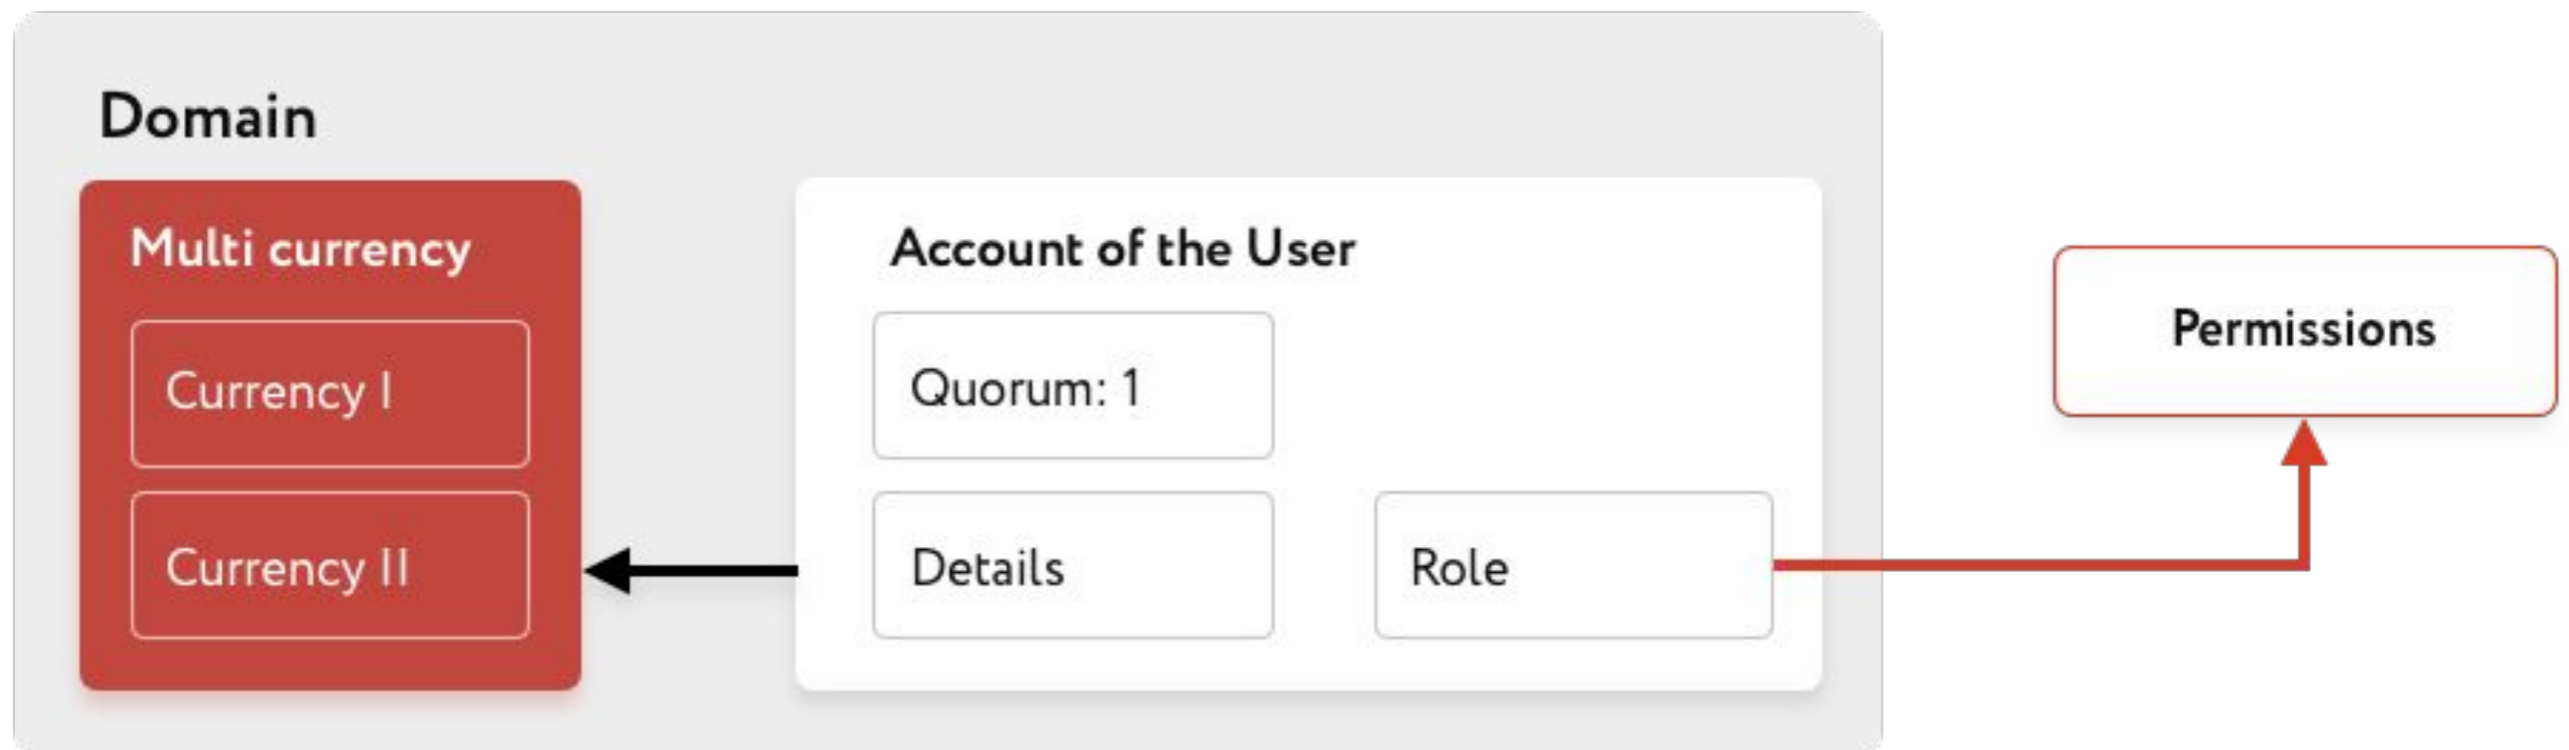 Domain
Multi currency
Currency I
Currency II
Account of the User
Quorum: 1
Details
Role
Permissions